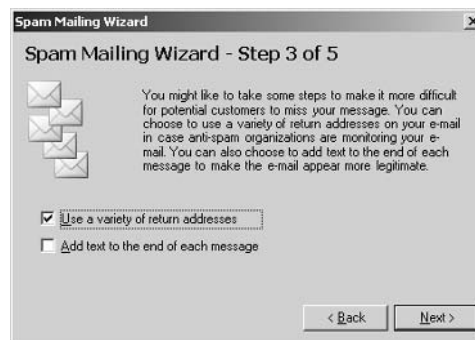 Spam Mailing Wizard
Spam Mailing Wizard - Step 3 of 5
You might like to take some steps to make it more difficult
for potential customers to miss your message. You can
choose to use a variety of return addresses on your e-mail
in case anti-spam organizations are monitoring your e-
mail. You can also choose to add text to the end of each
message to make the e-mail appear more legitimate.
Use a variety of return addresses
Add text to the end of each message
< Back Next >